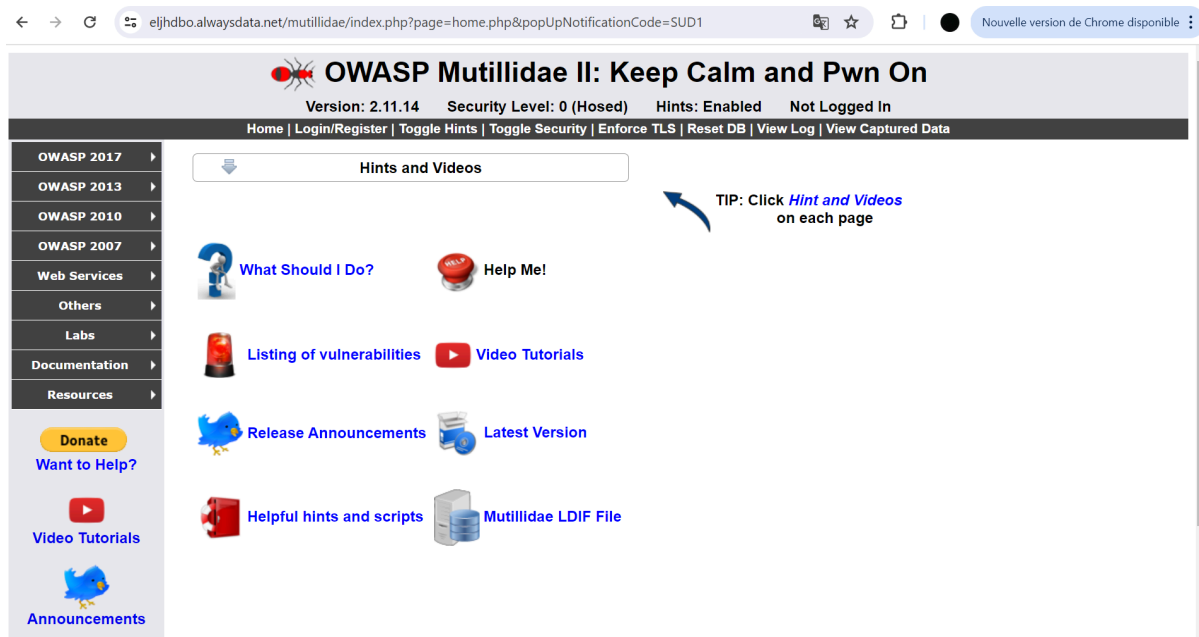 eljhdbo.alwaysdata.net/mutillidae/index.php?page=home.php&popUpNotificationCode=SUD1
Nouvelle version de Chrome disponible
OWASP Mutillidae II: Keep Calm and Pwn On
Version: 2.11.14 Security Level: 0 (Hosed) Hints: Enabled Not Logged In
Home | Login/Register | Toggle Hints | Toggle Security | Enforce TLS | Reset DB | View Log | View Captured Data
OWASP 2017
OWASP 2013
OWASP 2010
OWASP 2007
Web Services
Others
Labs
Documentation
Resources
Donate
Want to Help?
Video Tutorials
Announcements
Hints and Videos
TIP: Click Hint and Videos
on each page
What Should I Do?
HELP
Help Me!
Listing of vulnerabilities
Video Tutorials
Release Announcements
Latest Version
Helpful hints and scripts
Mutillidae LDIF File